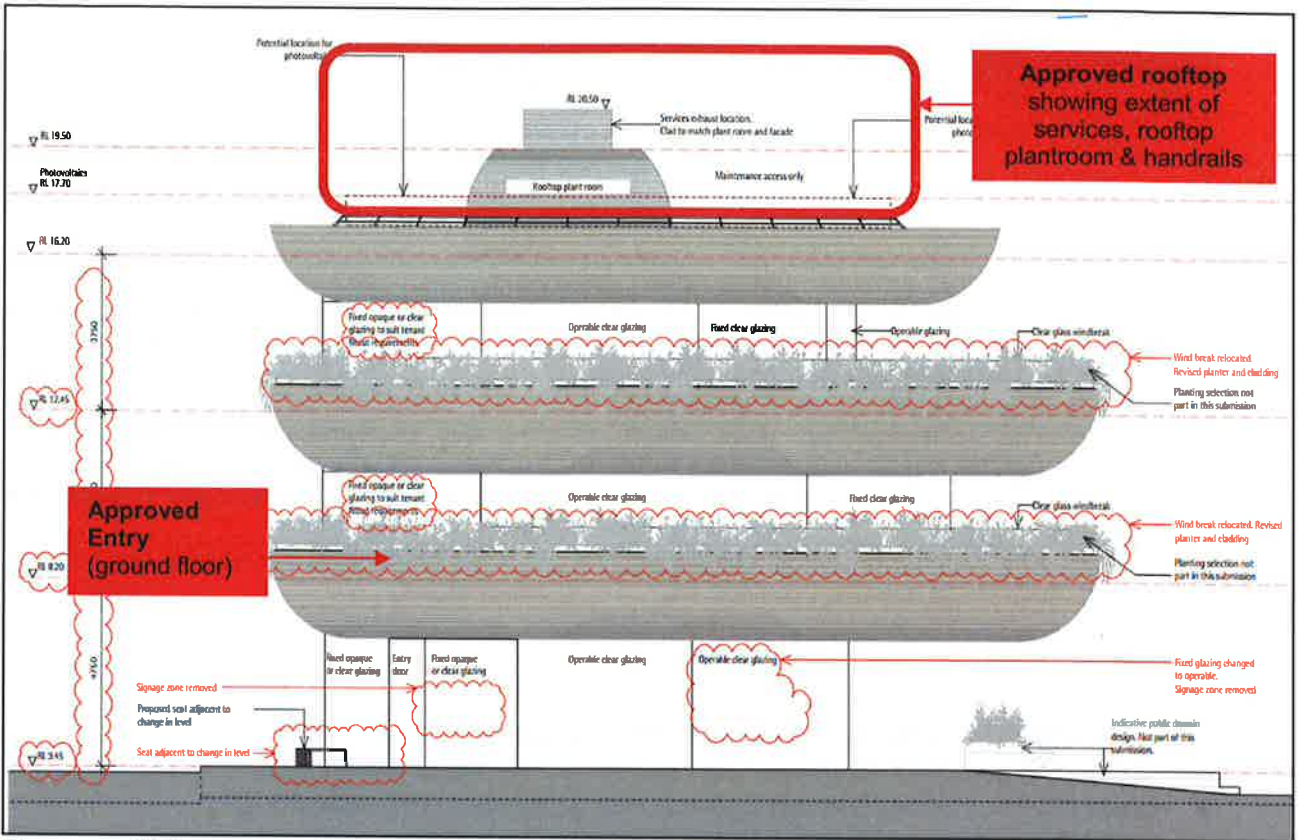 Potential location for
photovoltaic
RL 20.50
Services exhaust location.
Clad to match plant room and facade
Approved rooftop
showing extent of
services, rooftop
plantroom & handrails
RL 19.50
Photovoltaics
RL 17.70
Rooftop plant room
Maintenance access only
RL 16.20
3750
Fixed opaque or clear
glazing to suit tenant
fitout requirements
Operable clear glazing
Fixed clear glazing
Operable glazing
Clear glass windbreak
Wind break relocated
Revised planter and cladding
Planting selection not
part in this submission
RL 12.45
Fixed opaque or clear
glazing to suit tenant
fitout requirements
Operable clear glazing
Fixed clear glazing
Clear glass windbreak
Approved
Entry
(ground floor)
Wind break relocated. Revised
planter and cladding
Planting selection not
part in this submission
RL 8.20
4750
Fixed opaque
or clear glazing
Entry
door
Fixed opaque
or clear glazing
Operable clear glazing
Operable clear glazing
Fixed glazing changed
to operable.
Signage zone removed
Signage zone removed
Proposed seat adjacent to
change in level
Seat adjacent to change in level
Indicative public domain
design. Not part of this
submission.
RL 3.45